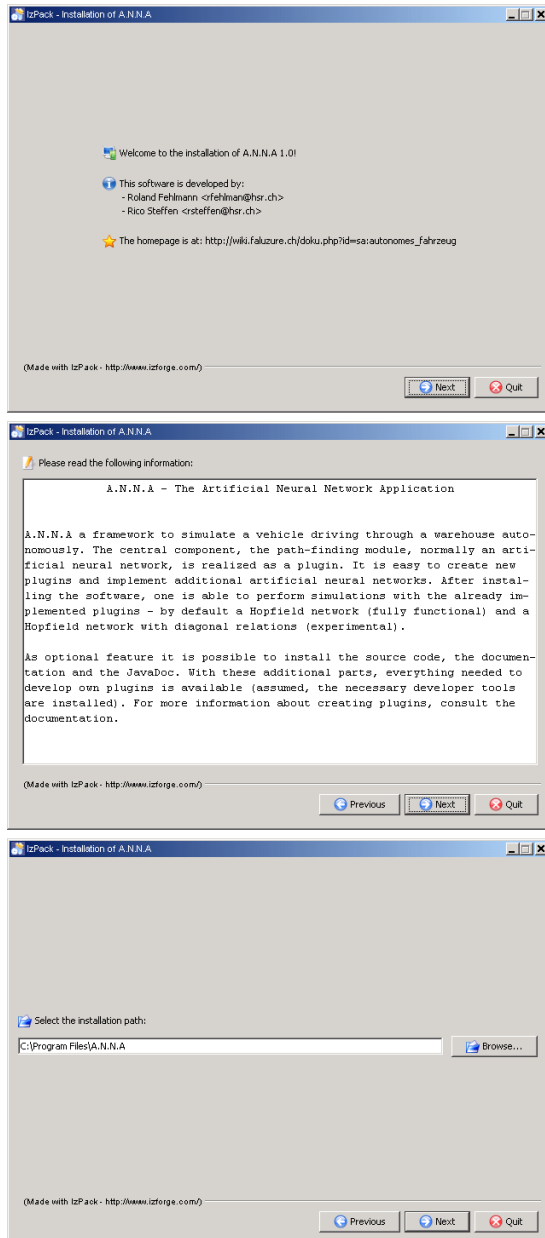 IzPack - Installation of A.N.N.A
Welcome to the installation of A.N.N.A 1.0!
This software is developed by:
- Roland Fehlmann <rfehlman@hsr.ch>
- Rico Steffen <rsteffen@hsr.ch>
The homepage is at: http://wiki.faluzure.ch/doku.php?id=sa:autonomes_fahrzeug
(Made with IzPack - http://www.izforge.com/)
Next
Quit
IzPack - Installation of A.N.N.A
Please read the following information:
A.N.N.A - The Artificial Neural Network Application
A.N.N.A a framework to simulate a vehicle driving through a warehouse auto-
nomously. The central component, the path-finding module, normally an arti-
ficial neural network, is realized as a plugin. It is easy to create new
plugins and implement additional artificial neural networks. After instal-
ling the software, one is able to perform simulations with the already im-
plemented plugins - by default a Hopfield network (fully functional) and a
Hopfield network with diagonal relations (experimental).
As optional feature it is possible to install the source code, the documen-
tation and the JavaDoc. With these additional parts, everything needed to
develop own plugins is available (assumed, the necessary developer tools
are installed). For more information about creating plugins, consult the
documentation.
(Made with IzPack - http://www.izforge.com/)
Previous
Next
Quit
IzPack - Installation of A.N.N.A
Select the installation path:
C:\Program Files\A.N.N.A
Browse...
(Made with IzPack - http://www.izforge.com/)
Previous
Next
Quit